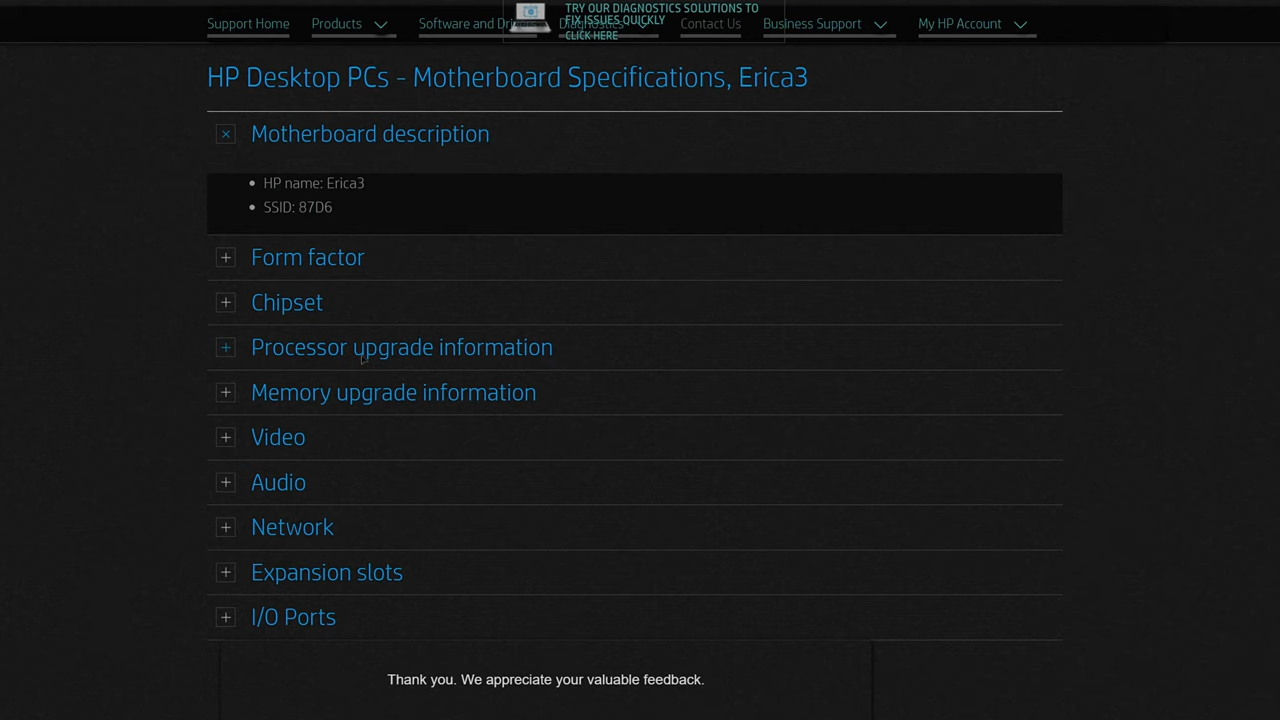 TRY OUR DIAGNOSTICS SOLUTIONS TO
FIX ISSUES QUICKLY
CLICK HERE
Support Home Products Software and Drivers Diagnostics Contact Us Business Support My HP Account
HP Desktop PCs - Motherboard Specifications, Erica3
Motherboard description
• HP name: Erica3
• SSID: 87D6
Form factor
Chipset
Processor upgrade information
Memory upgrade information
Video
Audio
Network
Expansion slots
I/O Ports
Thank you. We appreciate your valuable feedback.